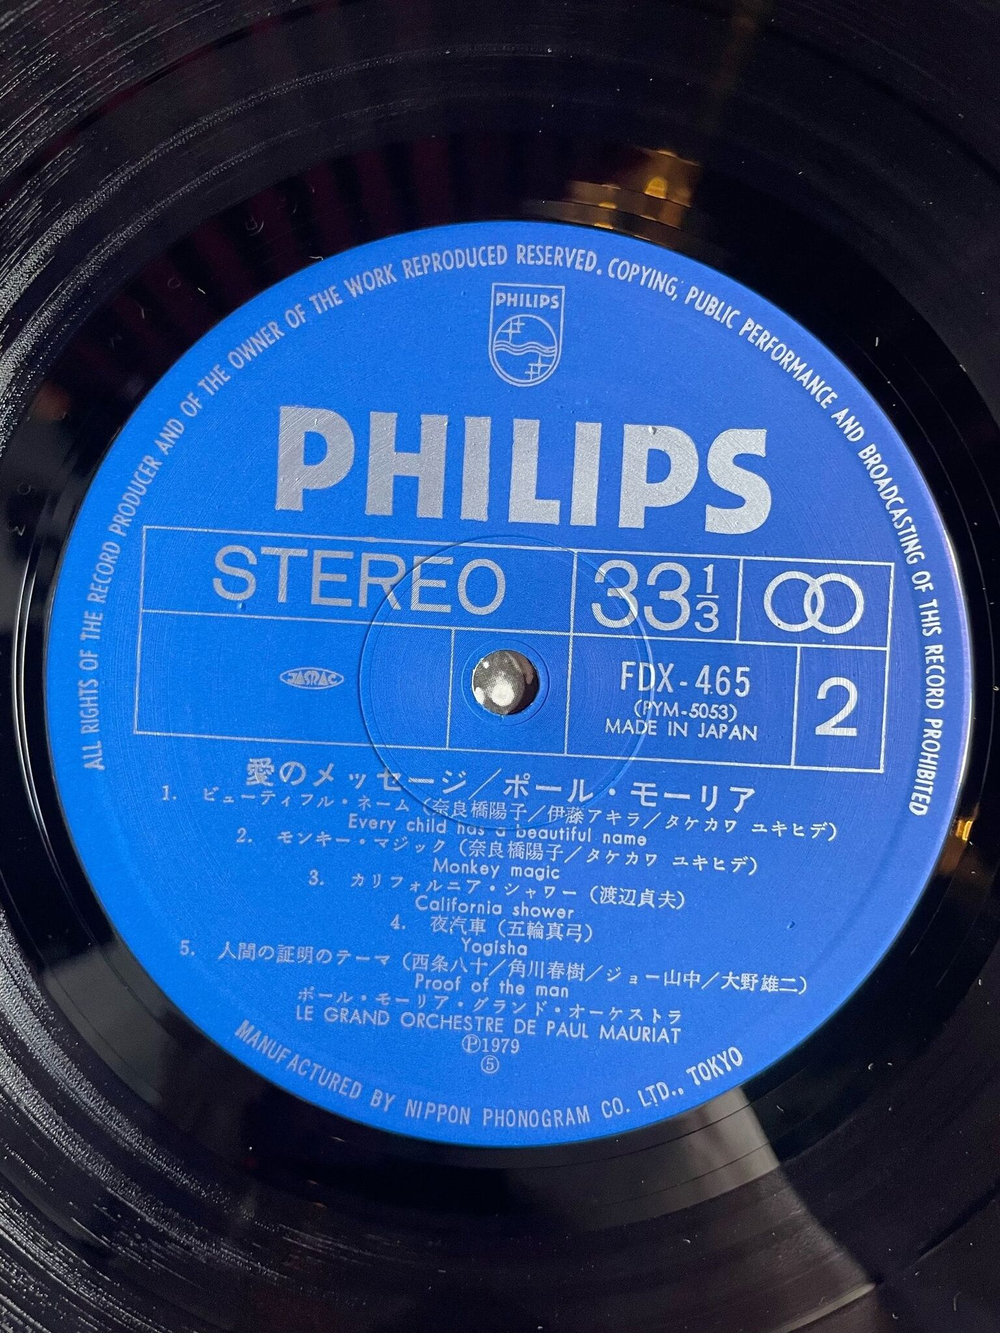 ALL RIGHTS OF THE RECORD PRODUCER AND OF THE OWNER OF THE WORK REPRODUCED RESERVED. COPYING, PUBLIC PERFORMANCE AND BROADCASTING OF THIS RECORD PROHIBITED
PHILIPS
PHILIPS
STEREO
33 1/3
JASRAC
FDX-465
(PYM-5053)
MADE IN JAPAN
2
愛のメッセージ/ポール・モーリア
1. ビューティフル・ネーム(奈良橋陽子/伊藤アキラ/タケカワ ユキヒデ)
Every child has a beautiful name
2. モンキー・マジック(奈良橋陽子/タケカワ ユキヒデ)
Monkey magic
3. カリフォルニア・シャワー(渡辺貞夫)
California shower
4. 夜汽車(五輪真弓)
Yogisha
5. 人間の証明のテーマ(西条八十/角川春樹/ジョー山中/大野雄二)
Proof of the man
ポール・モーリア・グランド・オーケストラ
LE GRAND ORCHESTRE DE PAUL MAURIAT
Ⓟ1979
⑤
MANUFACTURED BY NIPPON PHONOGRAM CO. LTD., TOKYO